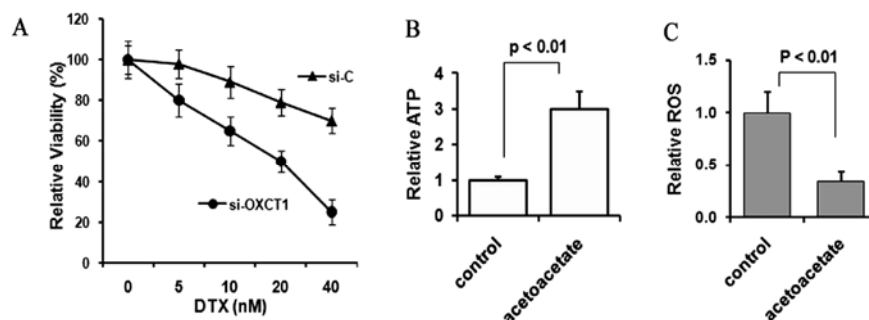 A
Relative Viability (%)
120
100
80
60
40
20
0
si-C
si-OXCT1
0 5 10 20 40
DTX (nM)
B
p < 0.01
Relative ATP
4
3
2
1
0
control
acetoacetate
C
P < 0.01
Relative ROS
1.5
1.0
0.5
0.0
control
acetoacetate